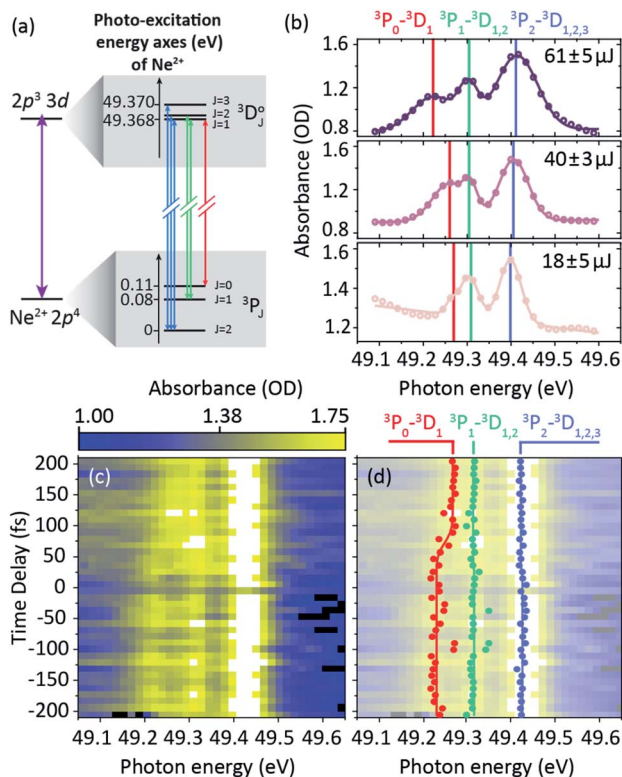 (a)
Photo-excitation
energy axes (eV)
of Ne²⁺
2p³ 3d
49.370
49.368
J=3
J=2
J=1
³D°J
0.11
0.08
0
J=0
J=1
J=2
³PJ
Ne²⁺ 2p⁴
(b)
³P₀-³D₁ ³P₁-³D₁,₂ ³P₂-³D₁,₂,₃
61±5 µJ
40±3 µJ
18±5 µJ
Absorbance (OD)
1.6
1.2
0.8
1.6
1.2
0.8
1.6
1.4
1.2
49.1 49.2 49.3 49.4 49.5 49.6
Photon energy (eV)
Absorbance (OD)
1.00 1.38 1.75
(c)
Time Delay (fs)
200
150
100
50
0
-50
-100
-150
-200
49.1 49.2 49.3 49.4 49.5 49.6
Photon energy (eV)
³P₀-³D₁ ³P₁-³D₁,₂ ³P₂-³D₁,₂,₃
(d)
49.1 49.2 49.3 49.4 49.5 49.6
Photon energy (eV)